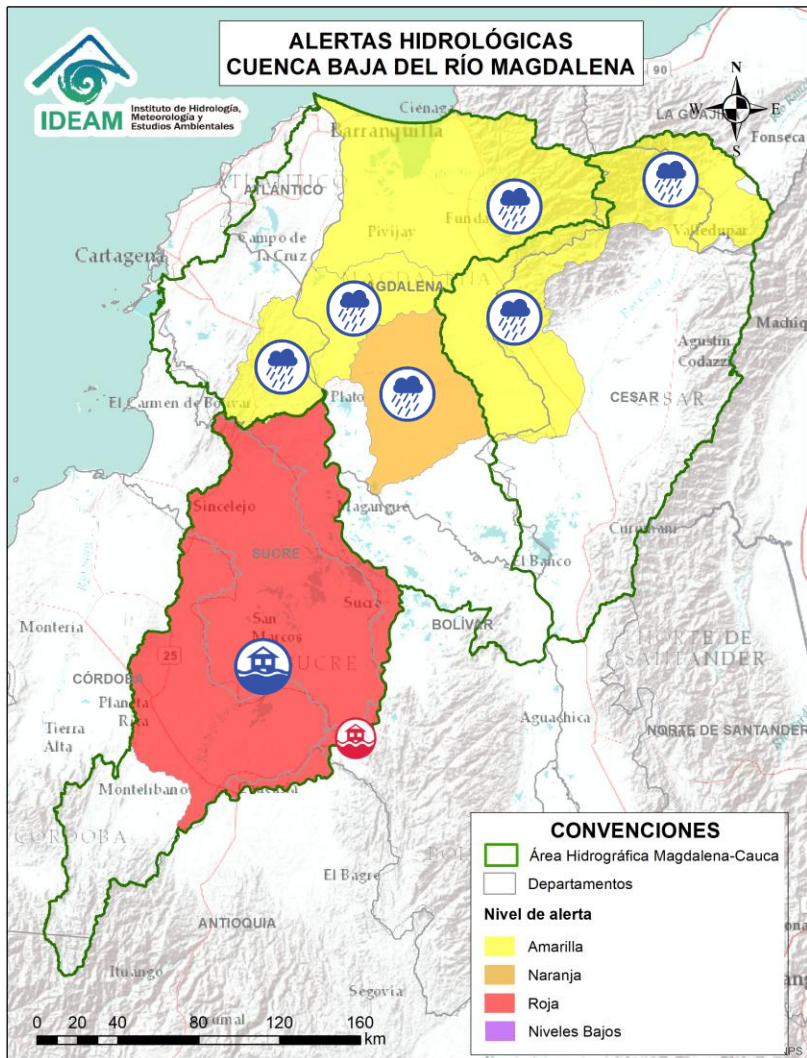 ALERTAS HIDROLÓGICAS
CUENCA BAJA DEL RÍO MAGDALENA
IDEAM
Instituto de Hidrología,
Meteorología y
Estudios Ambientales
90
N
W
E
S
Ciénaga
LA GUAJIRA
Barranquilla
Fonseca
ATLÁNTICO
Pivijay
Valledupar
Campo de
la Cruz
Cartagena
MAGDALENA
Machiq
Agustín
Codazzi
El Carmen de Bolívar
Plato
CESAR
CESAR
Sincelejo
Magangue
Curumaní
SUCRE
El Banco
Sucre
BOLÍVAR
San
Marcos
Montería
25
SUCRE
NORTE DE
SANTANDER
CÓRDOBA
Planeta
Rica
Aguachica
Tierra
Alta
NORTE DE SANTANDER
Montelíbano
CÓRDOBA
El Bagre
ANTIOQUIA
Ituango
Segovia
0 20 40 80 120 160
km
CONVENCIONES
Área Hidrográfica Magdalena-Cauca
Departamentos
Nivel de alerta
Amarilla
Naranja
Roja
Niveles Bajos